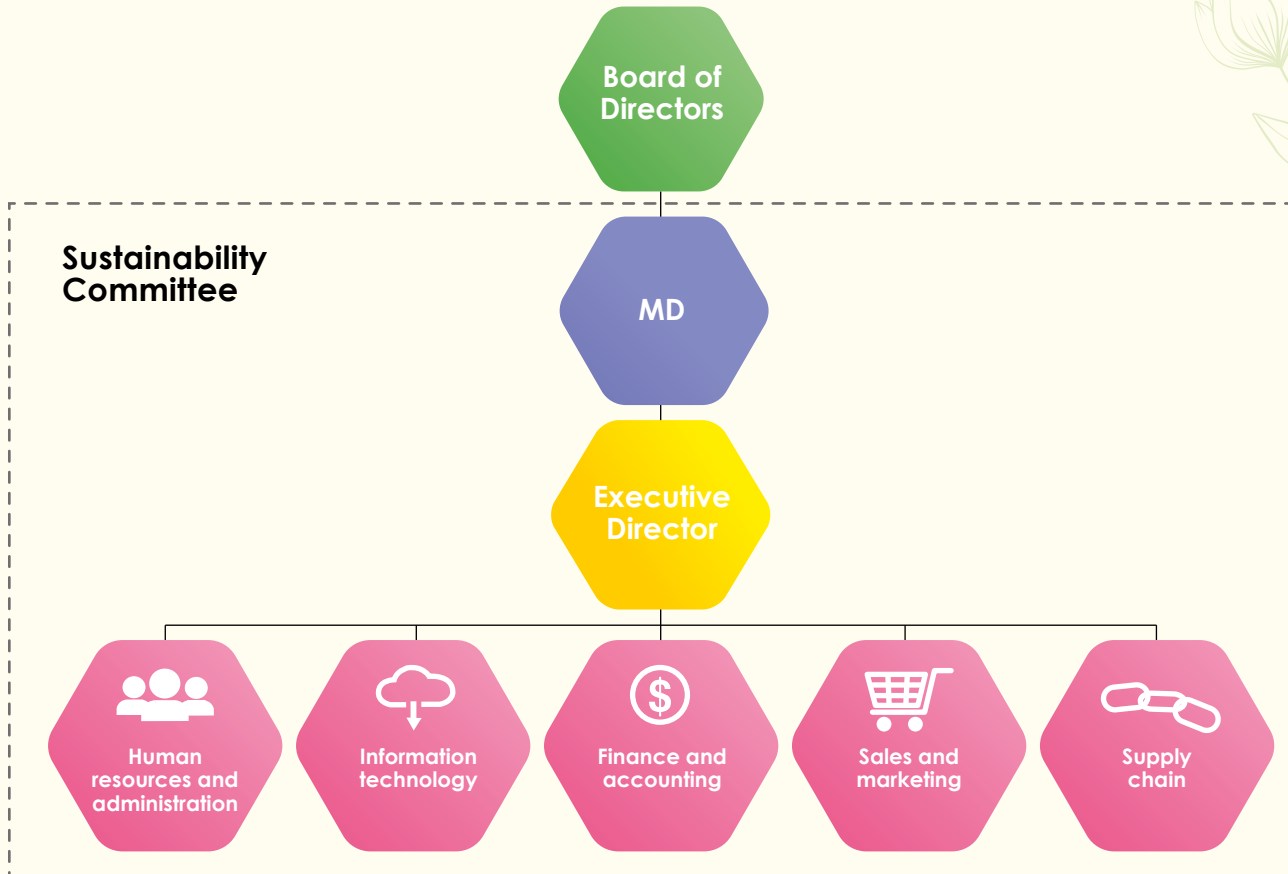 Board of
Directors
Sustainability
Committee
MD
Executive
Director
Human
resources and
administration
Information
technology
$
Finance and
accounting
Sales and
marketing
Supply
chain